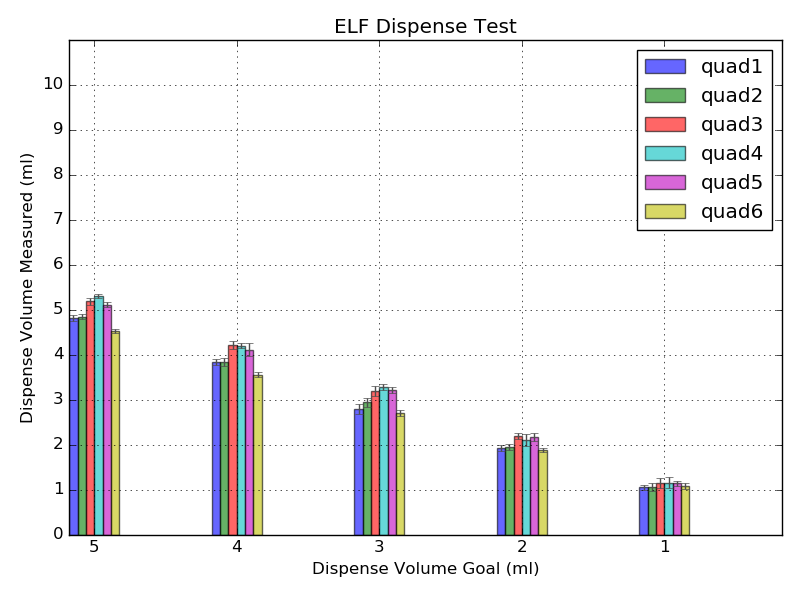 ELF Dispense Test
Dispense Volume Measured (ml)
10
9
8
7
6
5
4
3
2
1
0
quad1
quad2
quad3
quad4
quad5
quad6
5 4 3 2 1
Dispense Volume Goal (ml)